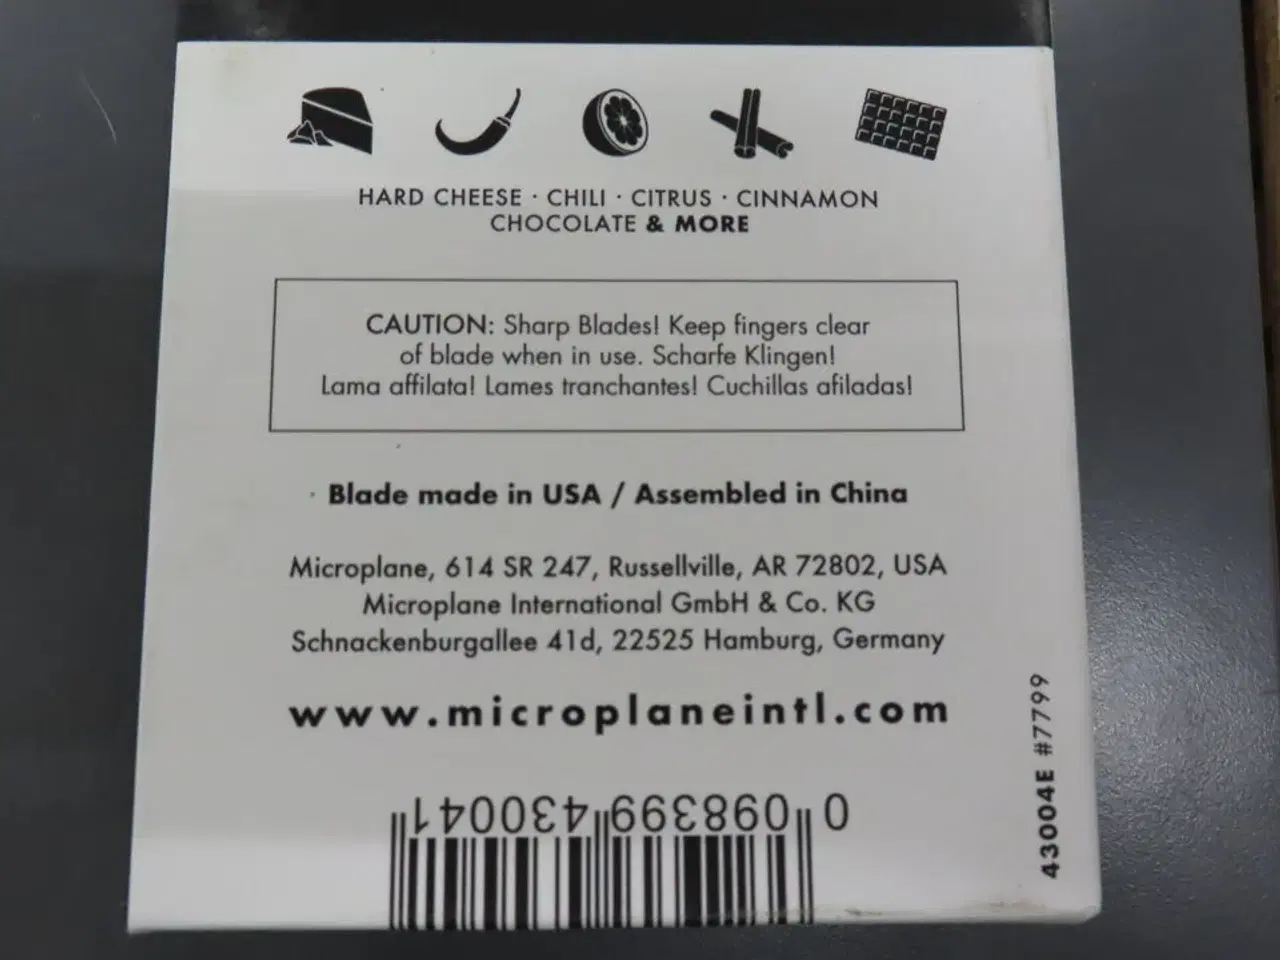 HARD CHEESE · CHILI · CITRUS · CINNAMON
CHOCOLATE & MORE
CAUTION: Sharp Blades! Keep fingers clear
of blade when in use. Scharfe Klingen!
Lama affilata! Lames tranchantes! Cuchillas afiladas!
Blade made in USA / Assembled in China
Microplane, 614 SR 247, Russellville, AR 72802, USA
Microplane International GmbH & Co. KG
Schnackenburgallee 41d, 22525 Hamburg, Germany
www.microplaneintl.com
0 098399 430041
43004E #7799